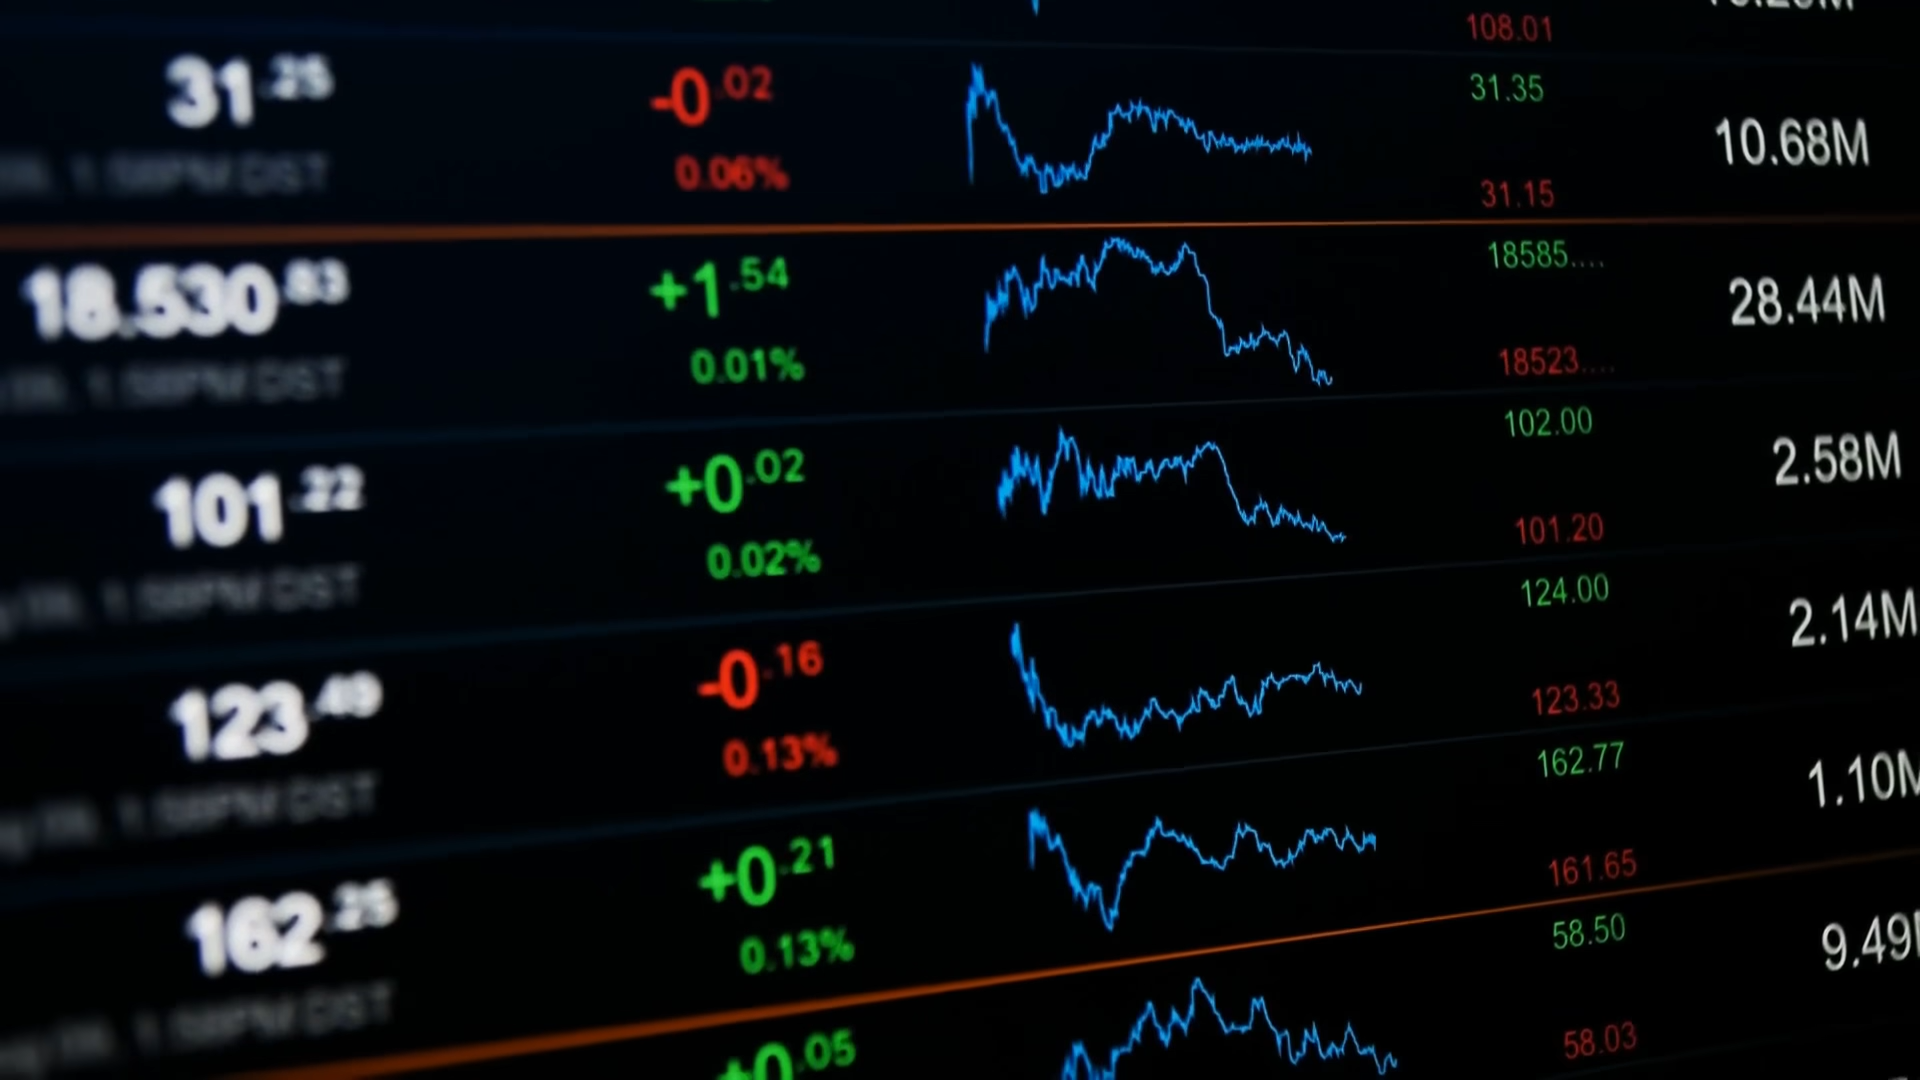 108.01
31.25 -0.02 31.35
0.06% 31.15 10.68M
18.530.83 +1.54 18585....
0.01% 18523.... 28.44M
101.22 +0.02 102.00
0.02% 101.20 2.58M
123.49 -0.16 124.00
0.13% 123.33 2.14M
162.25 +0.21 162.77
0.13% 161.65 1.10M
+0.05 58.50
58.03 9.49